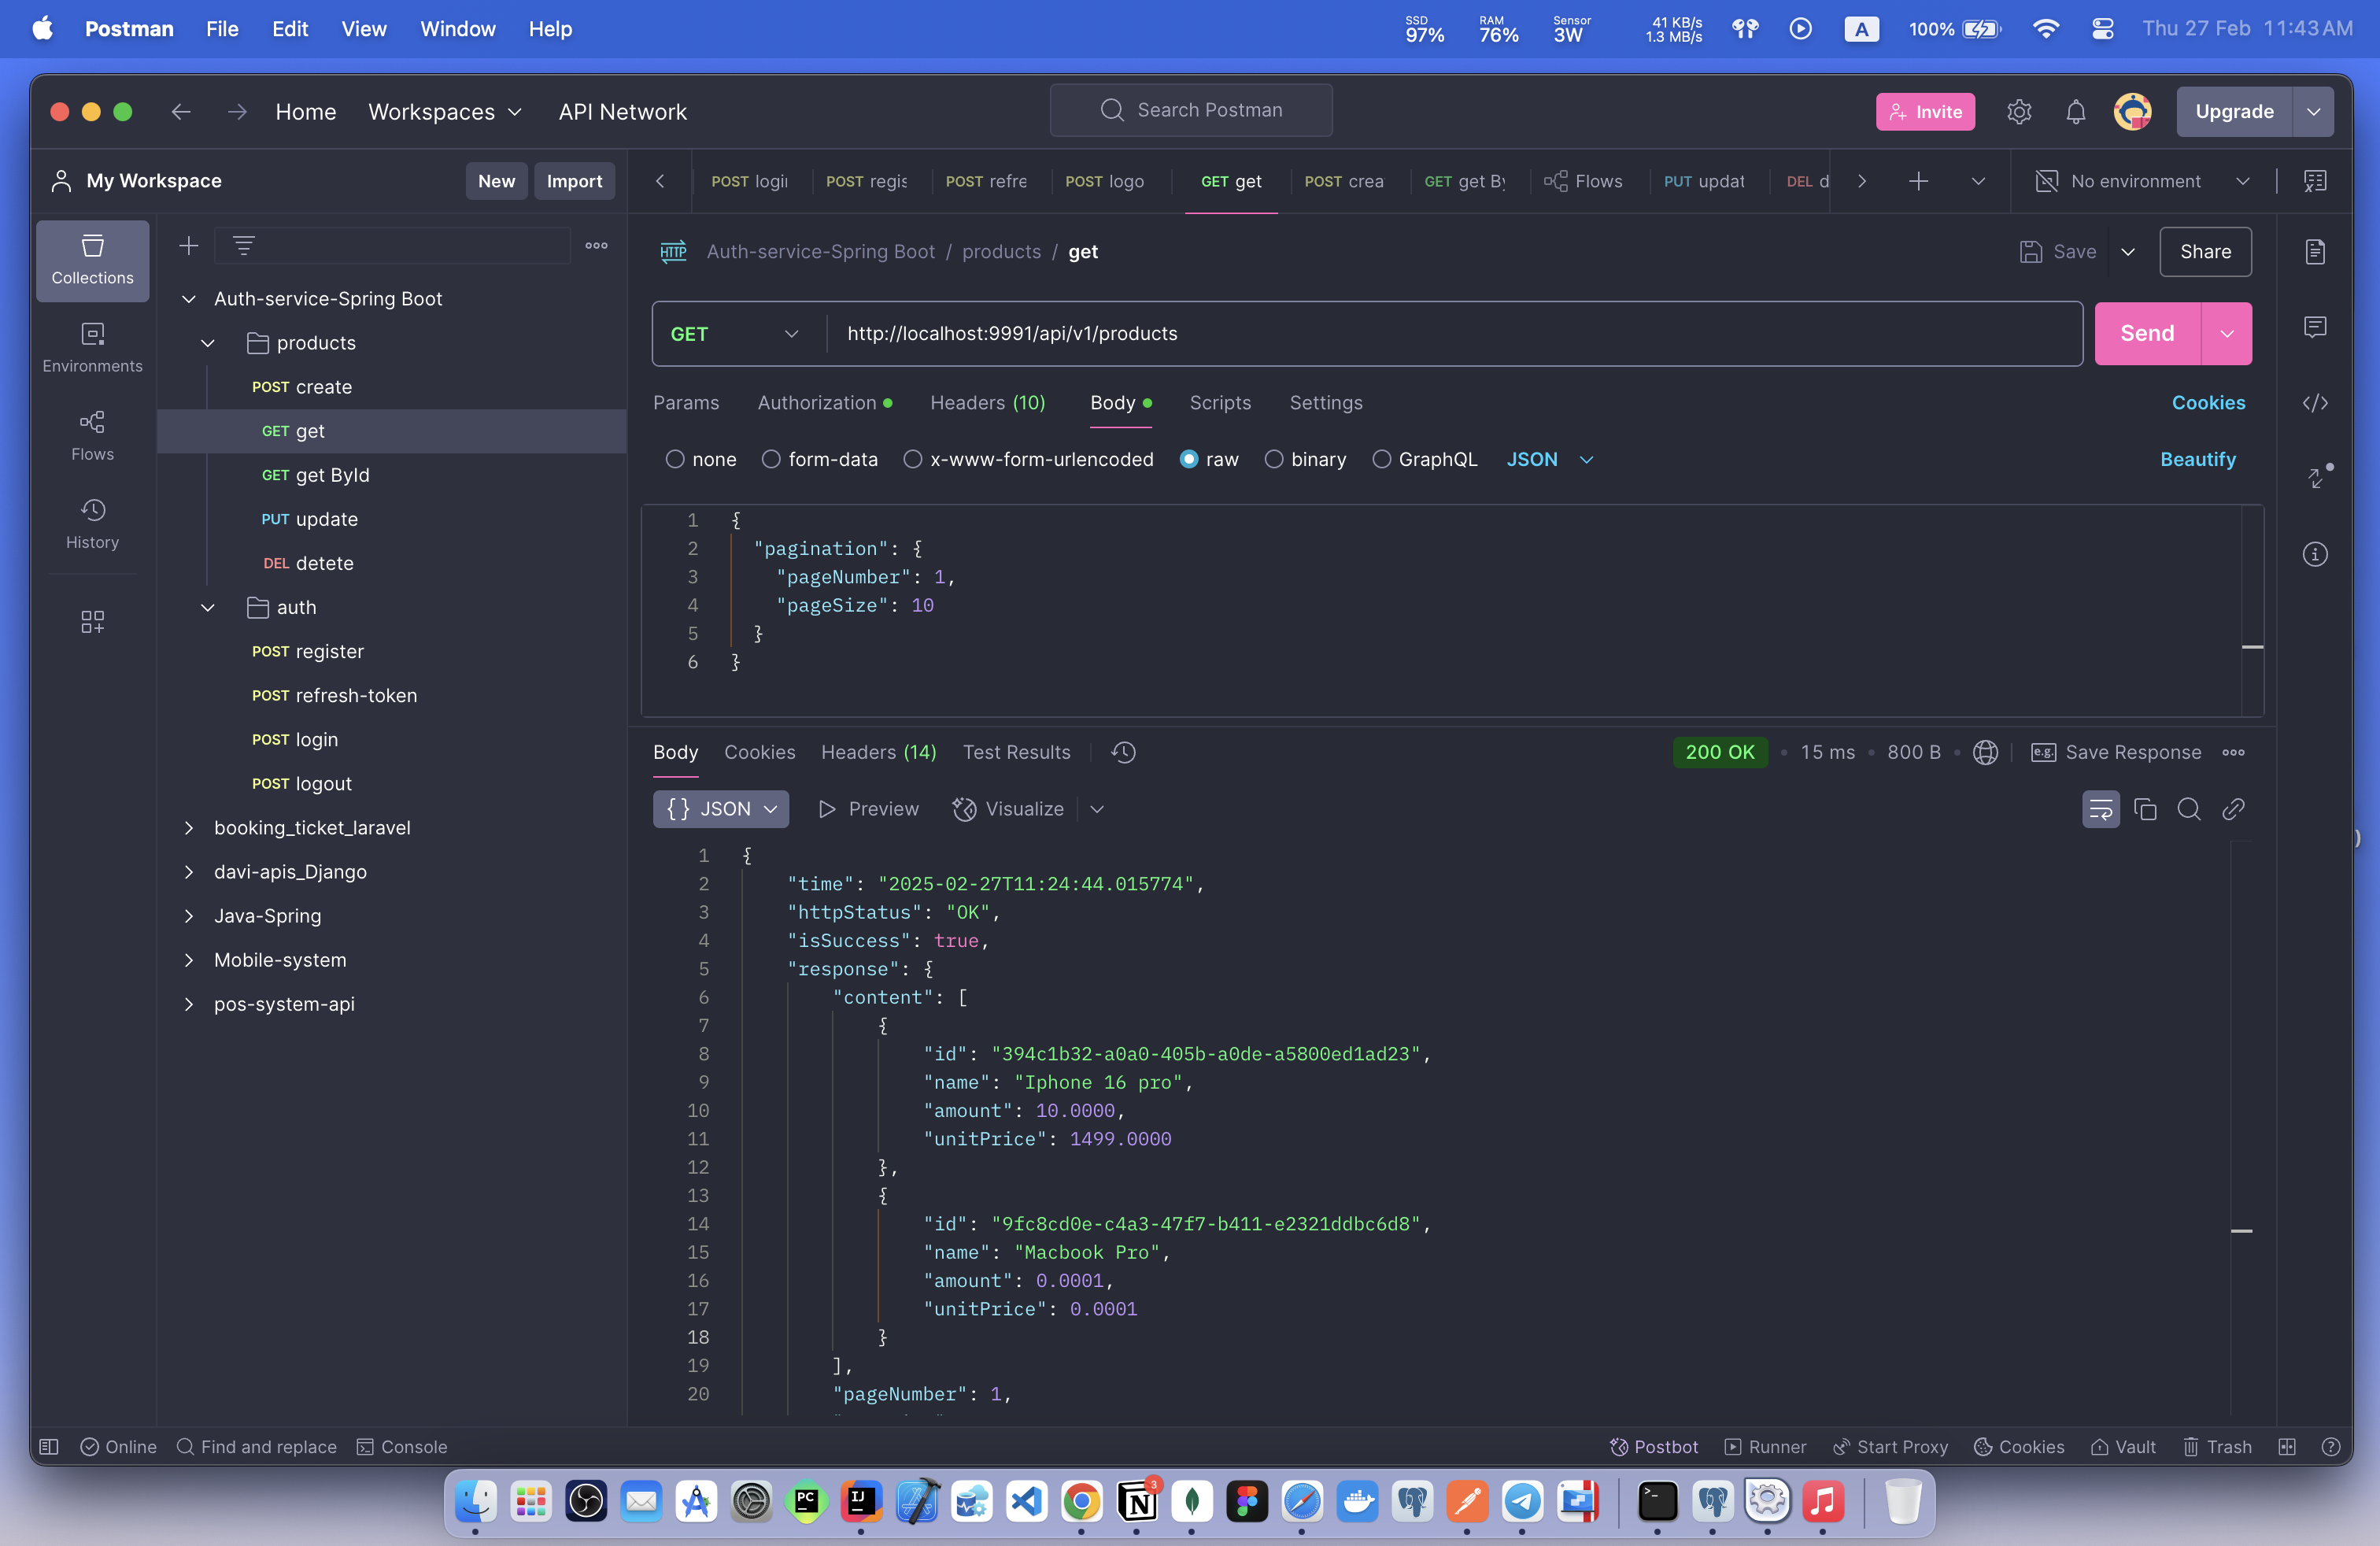 Postman File Edit View Window Help SSD 97% RAM 76% Sensor 3W 41 KB/s 1.3 MB/s A 100% Thu 27 Feb 11:43 AM
Home Workspaces API Network Search Postman Invite Upgrade
My Workspace New Import
POST logi POST regis POST refre POST logo GET get POST crea GET get By Flows PUT updat DEL d No environment
Collections
Environments
Flows
History
Auth-service-Spring Boot
products
POST create
GET get
GET get ById
PUT update
DEL detete
auth
POST register
POST refresh-token
POST login
POST logout
booking_ticket_laravel
davi-apis_Django
Java-Spring
Mobile-system
pos-system-api
HTTP Auth-service-Spring Boot / products / get Save Share
GET http://localhost:9991/api/v1/products Send
Params Authorization Headers (10) Body Scripts Settings Cookies
none form-data x-www-form-urlencoded raw binary GraphQL JSON Beautify
1 {
2 "pagination": {
3 "pageNumber": 1,
4 "pageSize": 10
5 }
6 }
Body Cookies Headers (14) Test Results 200 OK • 15 ms • 800 B • e.g. Save Response
{} JSON Preview Visualize
1 {
2 "time": "2025-02-27T11:24:44.015774",
3 "httpStatus": "OK",
4 "isSuccess": true,
5 "response": {
6 "content": [
7 {
8 "id": "394c1b32-a0a0-405b-a0de-a5800ed1ad23",
9 "name": "Iphone 16 pro",
10 "amount": 10.0000,
11 "unitPrice": 1499.0000
12 },
13 {
14 "id": "9fc8cd0e-c4a3-47f7-b411-e2321ddbc6d8",
15 "name": "Macbook Pro",
16 "amount": 0.0001,
17 "unitPrice": 0.0001
18 }
19 ],
20 "pageNumber": 1,
Online Find and replace Console Postbot Runner Start Proxy Cookies Vault Trash
PC IJ N 3